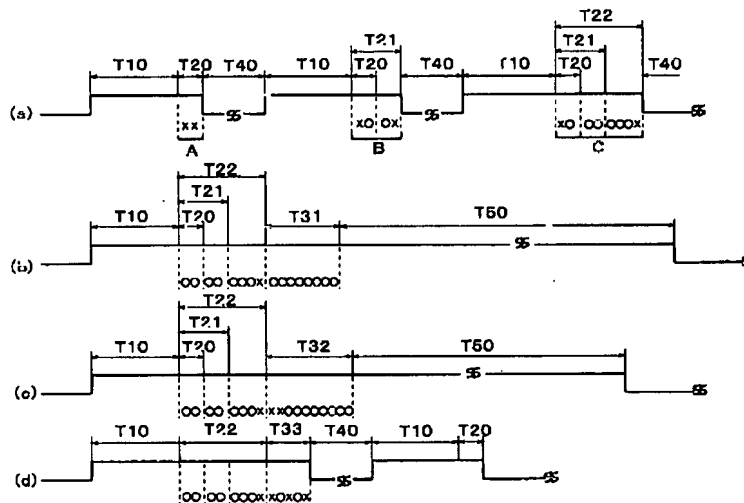 T22
T21 T21
T10 T20 T40 T10 T20 T40 T10 T20 T40
(a)
xx xo ox xo oo ooox
A B C
T22
T21
T10 T20 T31 T50
(b)
oo oo ooox oooooooo
T22
T21
T10 T20 T32 T50
(c)
oo oo ooox xxoooooooo
T10 T22 T33 T40 T10 T20
(d)
oo oo ooox xoxox